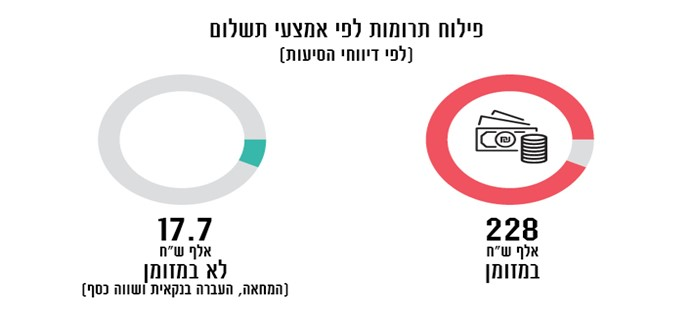 פילוח תרומות לפי אמצעי תשלום
(לפי דיווחי הסיעות)
₪
228
אלף ש"ח
במזומן
17.7
אלף ש"ח
לא במזומן
(המחאה, העברה בנקאית ושווה כסף)